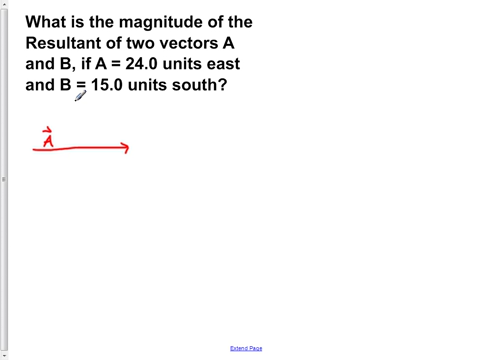 What is the magnitude of the
Resultant of two vectors A
and B, if A = 24.0 units east
and B = 15.0 units south?
A
Extend Page